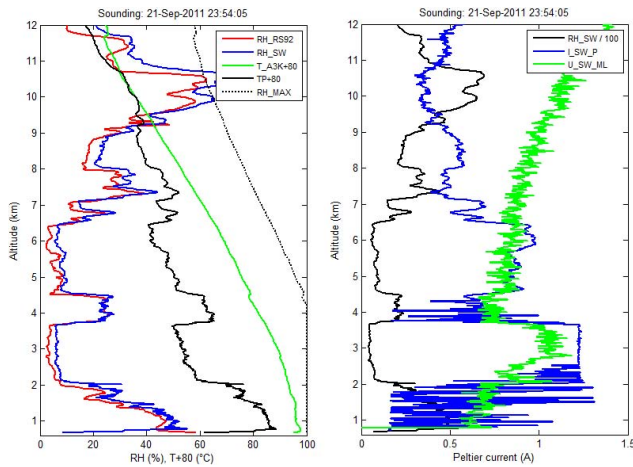 Sounding: 21-Sep-2011 23:54:05
12
11
10
9
8
7
6
5
4
3
2
1
Altitude (km)
RH_RS92
RH_SW
T_A3K+80
TP+80
RH_MAX
0
20
40
60
80
100
RH (%), T+80 (°C)
Sounding: 21-Sep-2011 23:54:05
12
11
10
9
8
7
6
5
4
3
2
1
Altitude (km)
RH_SW / 100
I_SW_P
U_SW_ML
0
0.5
1
1.5
Peltier current (A)